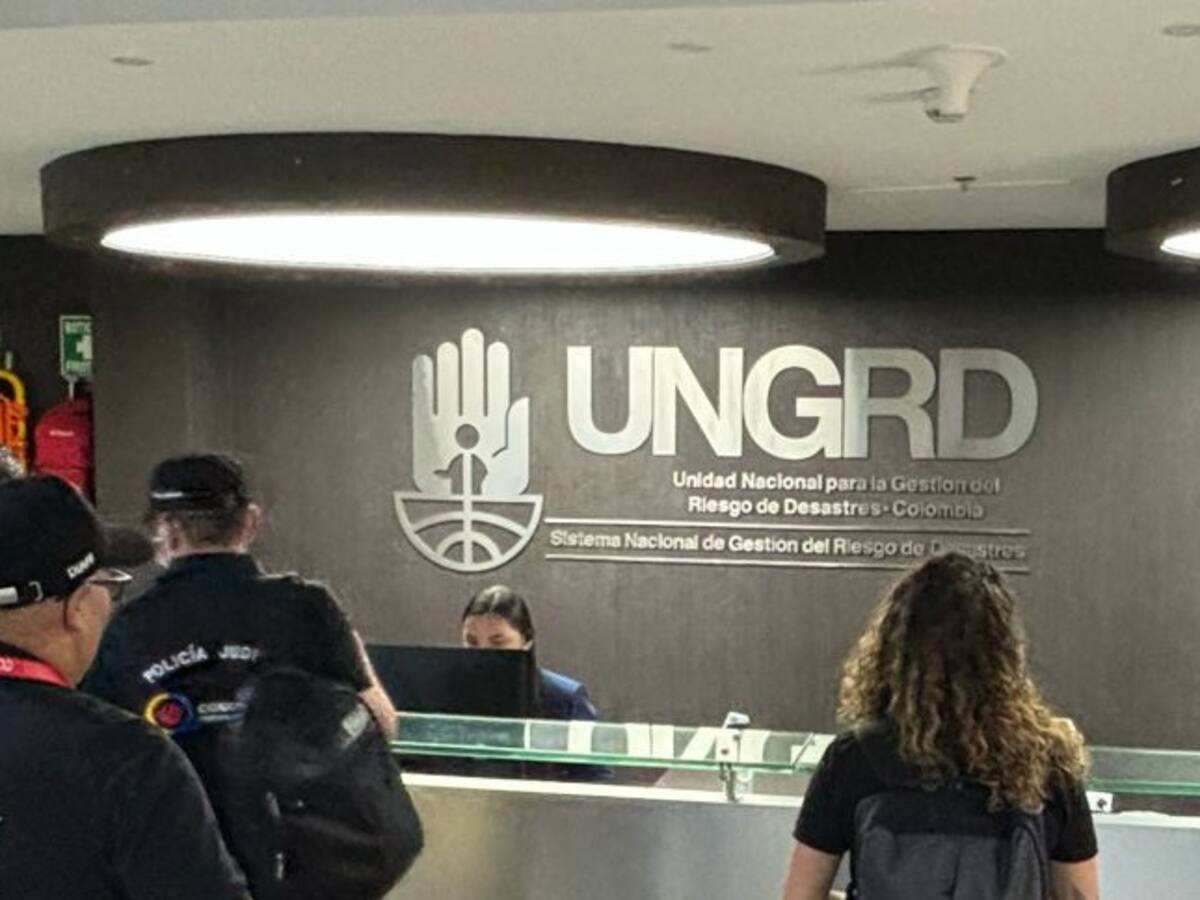 UNGRD
Unidad Nacional para la Gestion del
Riesgo de Desastres - Colombia
Sistema Nacional de Gestión del Riesgo de Desastres
POLICÍA JUDI